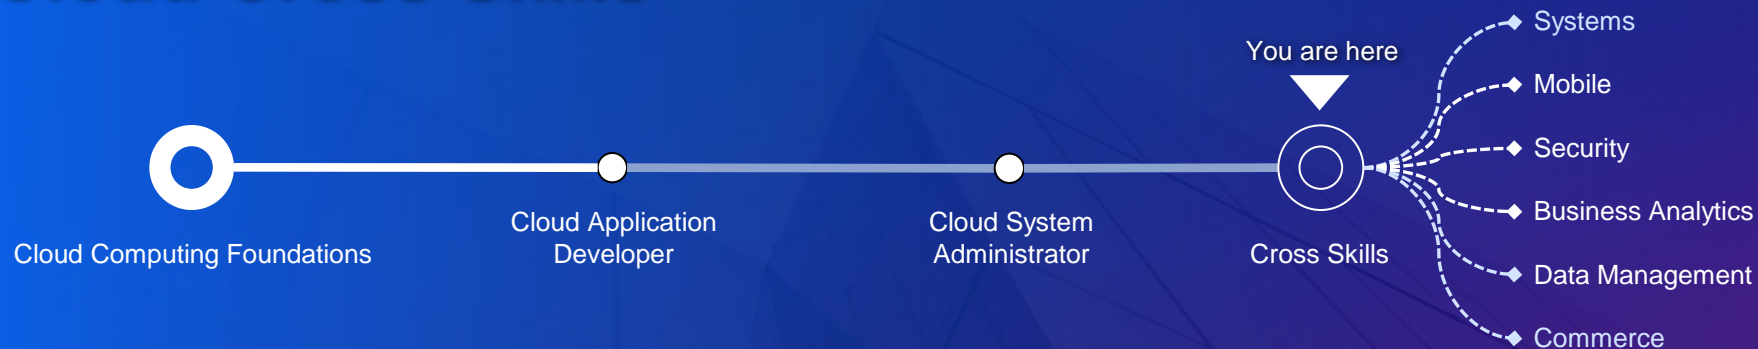 You are here
Cloud Computing Foundations
Cloud Application
Developer
Cloud System
Administrator
Cross Skills
Systems
Mobile
Security
Business Analytics
Data Management
Commerce